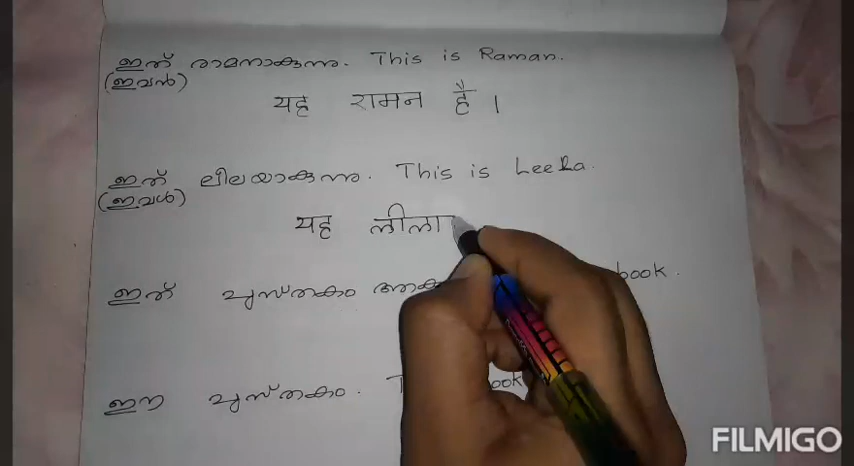 ഇത് രാമനാകുന്നു. This is Raman.
(ഇവൻ)
यह रामन है ।
ഇത് ലീലയാകുന്നു. This is Leela.
(ഇവൾ)
यह लीला
ഇത് പുസ്തകം book.
ഈ പുസ്തകം. book
FILMIGO